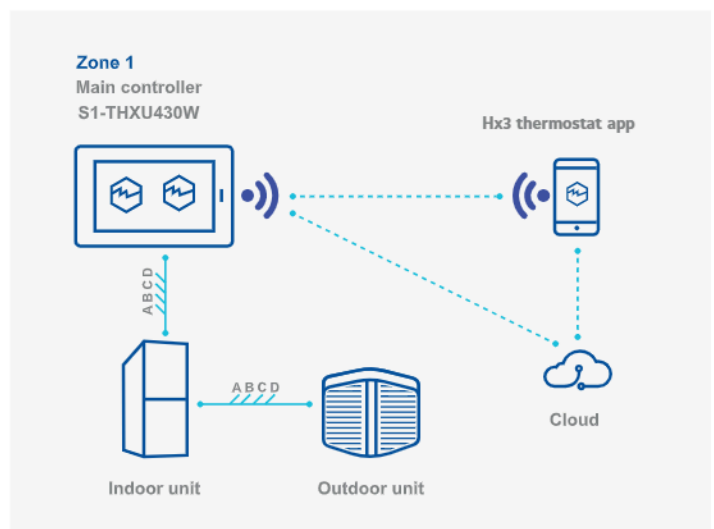 Zone 1
Main controller
S1-THXU430W
Hx3 thermostat app
ABCD
ABCD
Cloud
Indoor unit
Outdoor unit